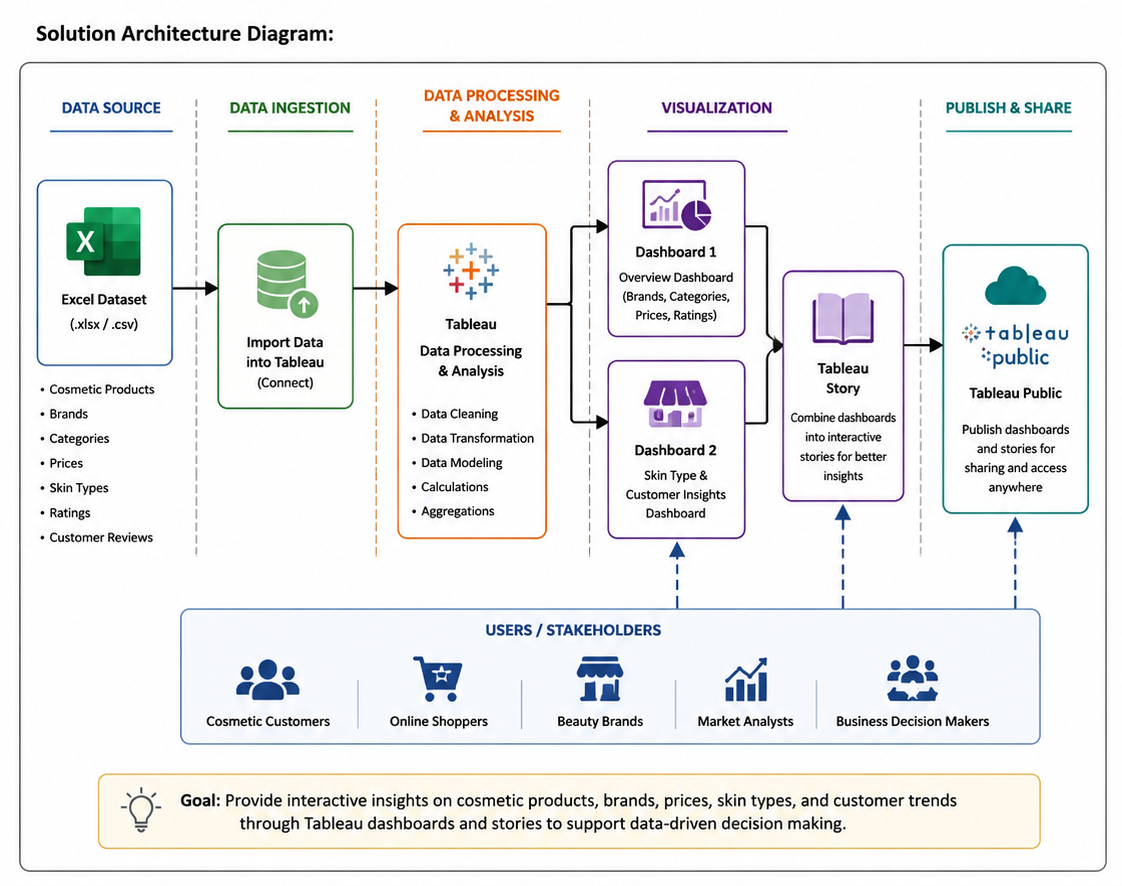 Solution Architecture Diagram:
DATA SOURCE
DATA INGESTION
DATA PROCESSING
& ANALYSIS
VISUALIZATION
PUBLISH & SHARE
X
Excel Dataset
(.xlsx / .csv)
• Cosmetic Products
• Brands
• Categories
• Prices
• Skin Types
• Ratings
• Customer Reviews
Import Data
into Tableau
(Connect)
Tableau
Data Processing
& Analysis
• Data Cleaning
• Data Transformation
• Data Modeling
• Calculations
• Aggregations
Dashboard 1
Overview Dashboard
(Brands, Categories,
Prices, Ratings)
Dashboard 2
Skin Type &
Customer Insights
Dashboard
Tableau
Story
Combine dashboards
into interactive
stories for better
insights
tableau
public
Tableau Public
Publish dashboards
and stories for
sharing and access
anywhere
USERS / STAKEHOLDERS
Cosmetic Customers
Online Shoppers
Beauty Brands
Market Analysts
Business Decision Makers
Goal: Provide interactive insights on cosmetic products, brands, prices, skin types, and customer trends
through Tableau dashboards and stories to support data-driven decision making.